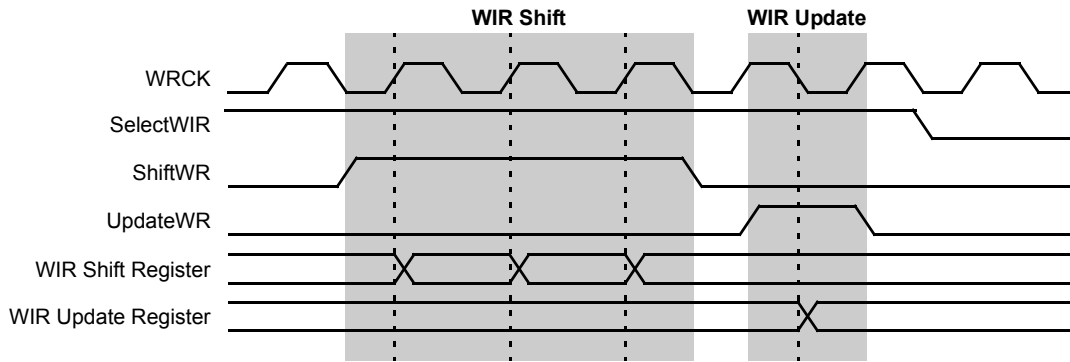 WIR Shift WIR Update
WRCK
SelectWIR
ShiftWR
UpdateWR
WIR Shift Register
WIR Update Register